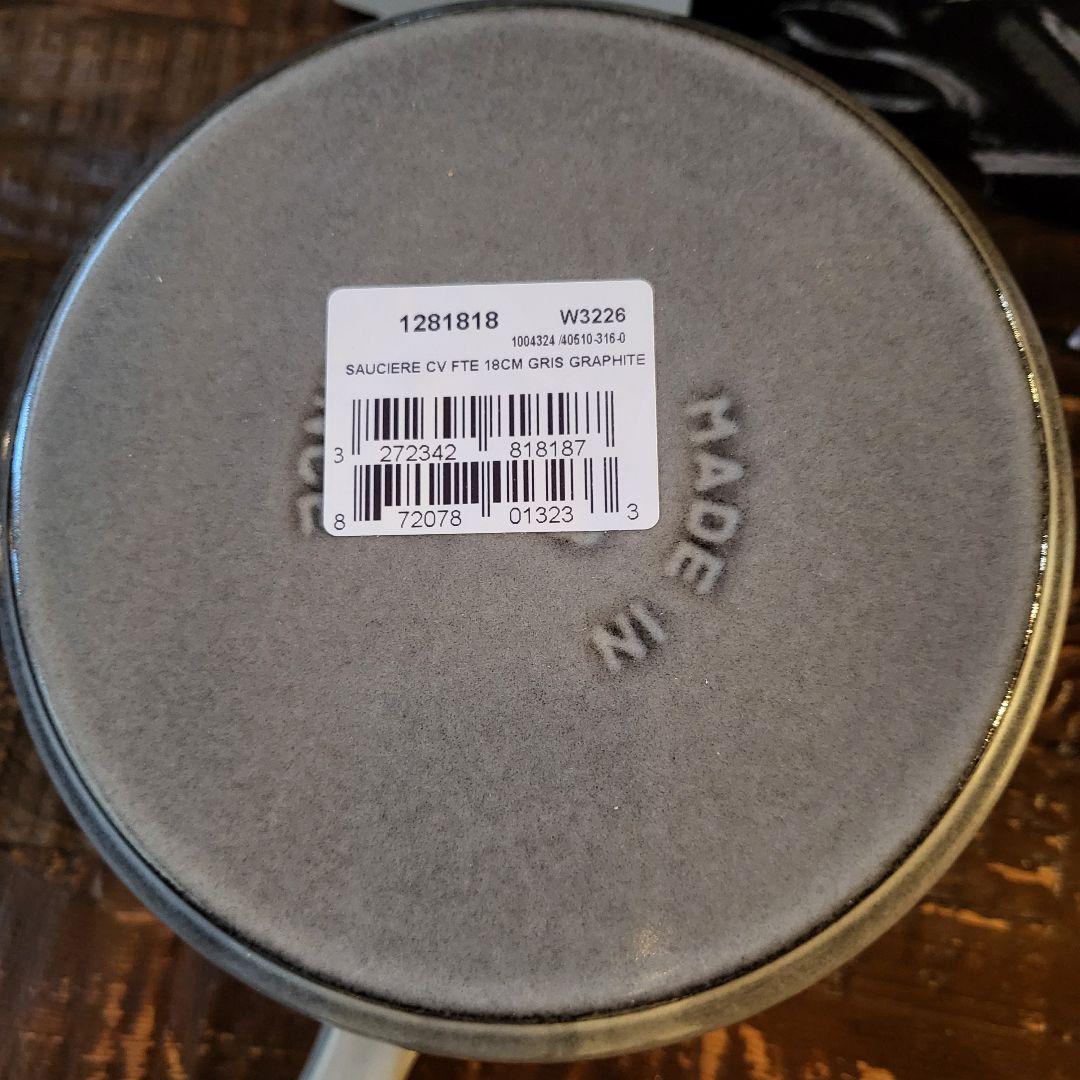 1281818 W3226
1004324 /40510-316-0
SAUCIERE CV FTE 18CM GRIS GRAPHITE
3 272342 818187
8 72078 01323 3
MADE IN